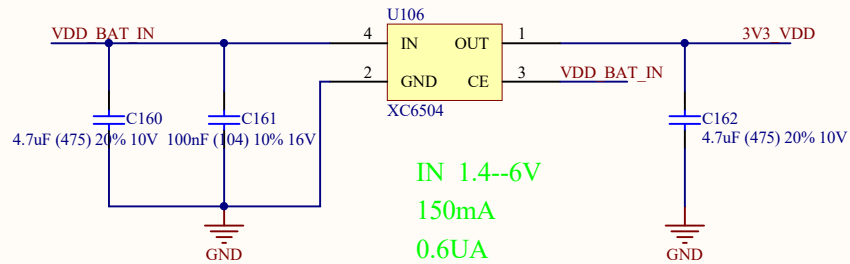 U106
VDD_BAT_IN
4
IN
OUT
1
3V3_VDD
2
GND
CE
3
VDD_BAT_IN
XC6504
C160
4.7uF (475) 20% 10V
C161
100nF (104) 10% 16V
C162
4.7uF (475) 20% 10V
IN 1.4--6V
150mA
0.6UA
GND
GND